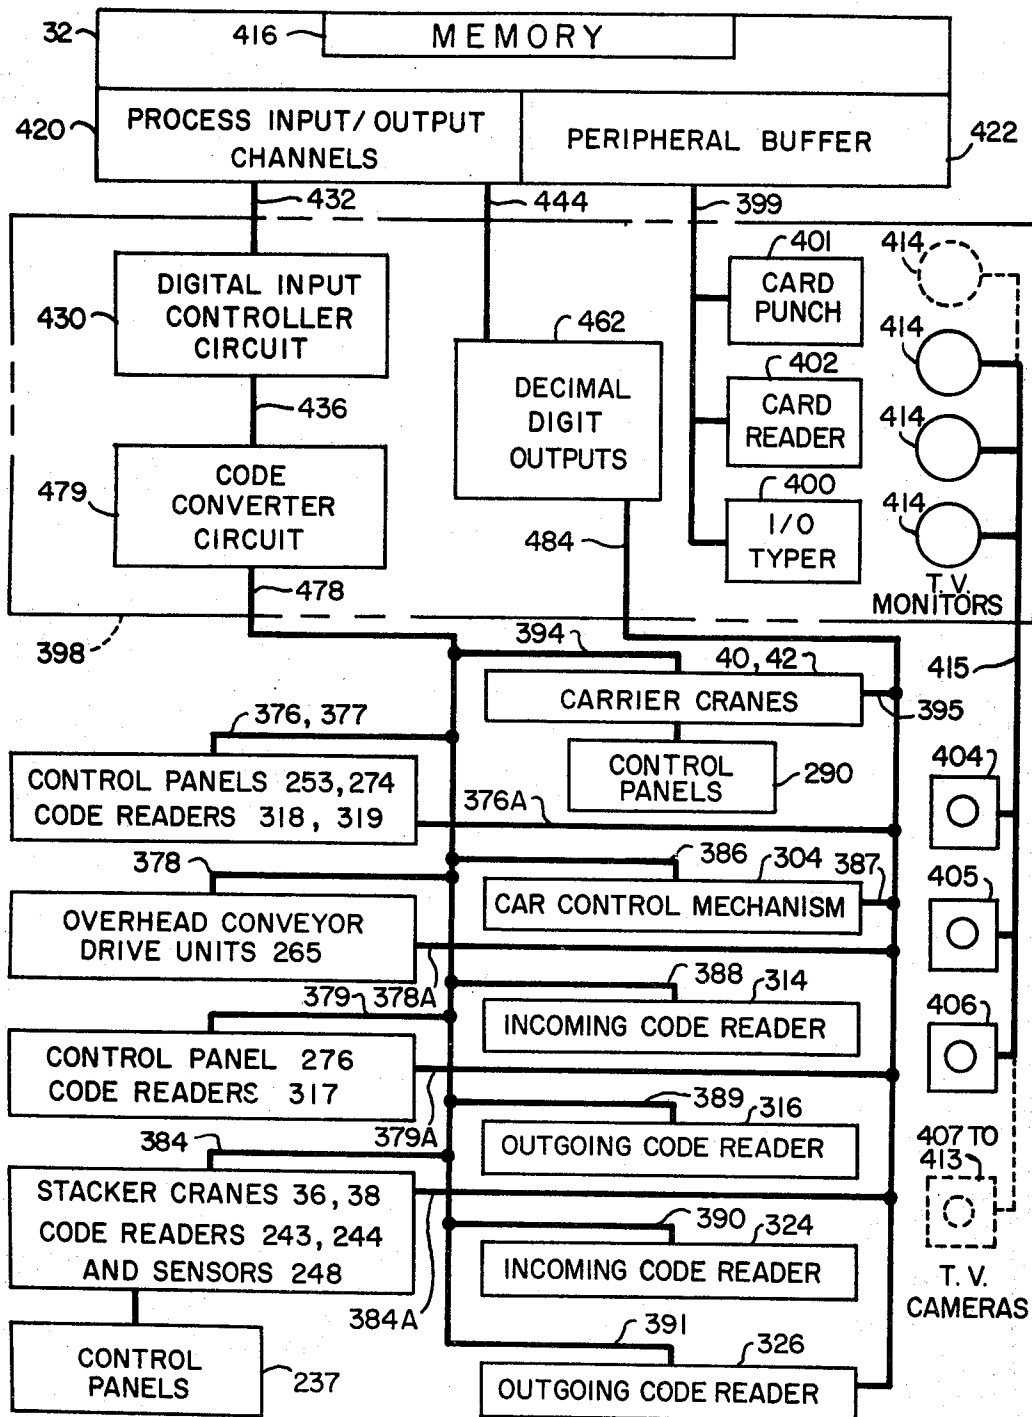 32
416
MEMORY
420
PROCESS INPUT/OUTPUT
CHANNELS
PERIPHERAL BUFFER
422
432
444
399
430
DIGITAL INPUT
CONTROLLER
CIRCUIT
436
479
CODE
CONVERTER
CIRCUIT
478
462
DECIMAL
DIGIT
OUTPUTS
484
401
CARD
PUNCH
402
CARD
READER
400
I/O
TYPER
414
414
414
414
T.V.
MONITORS
398
394
40, 42
CARRIER CRANES
395
415
CONTROL
PANELS
290
376, 377
CONTROL PANELS 253, 274
CODE READERS 318, 319
376A
404
378
OVERHEAD CONVEYOR
DRIVE UNITS 265
378A
386
304
387
CAR CONTROL MECHANISM
405
379
CONTROL PANEL 276
CODE READERS 317
379A
388
314
INCOMING CODE READER
406
389
316
OUTGOING CODE READER
384
STACKER CRANES 36, 38
CODE READERS 243, 244
AND SENSORS 248
384A
390
324
INCOMING CODE READER
407 TO
413
T. V.
CAMERAS
CONTROL
PANELS
237
391
326
OUTGOING CODE READER